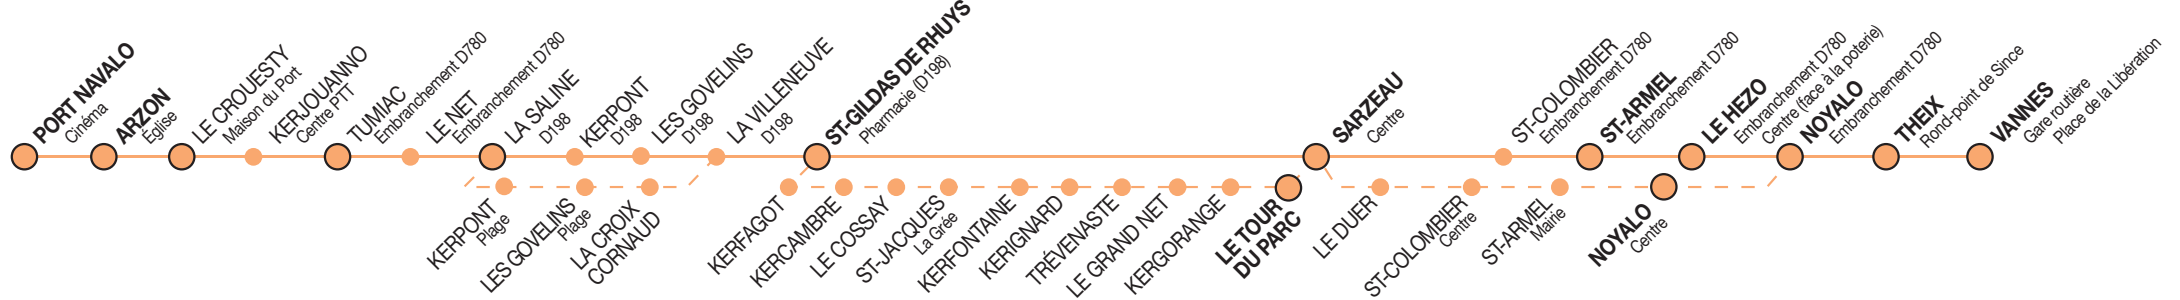 PORT NAVALO
Cinéma
ARZON
Église
LE CROUESTY
Maison du Port
KERJOUANNO
Centre PTT
TUMIAC
Embranchement D780
LE NET
Embranchement D780
LA SALINE
D198
KERPONT
D198
LES GOVELINS
D198
LA VILLENEUVE
D198
ST-GILDAS DE RHUYS
Pharmacie (D198)
SARZEAU
Centre
ST-COLOMBIER
Embranchement D780
ST-ARMEL
Embranchement D780
LE HEZO
Embranchement D780
Centre (face à la poterie)
NOYALO
Embranchement D780
THEIX
Rond-point de Since
VANNES
Gare routière
Place de la Libération
KERPONT
Plage
LES GOVELINS
Plage
LA CROIX
CORNAUD
KERFAGOT
KERCAMBRE
LE COSSAY
ST-JACQUES
La Grée
KERFONTAINE
KERIGNARD
TRÉVENASTE
LE GRAND NET
KERGORANGE
LE TOUR
DU PARC
LE DUER
ST-COLOMBIER
Centre
ST-ARMEL
Mairie
NOYALO
Centre